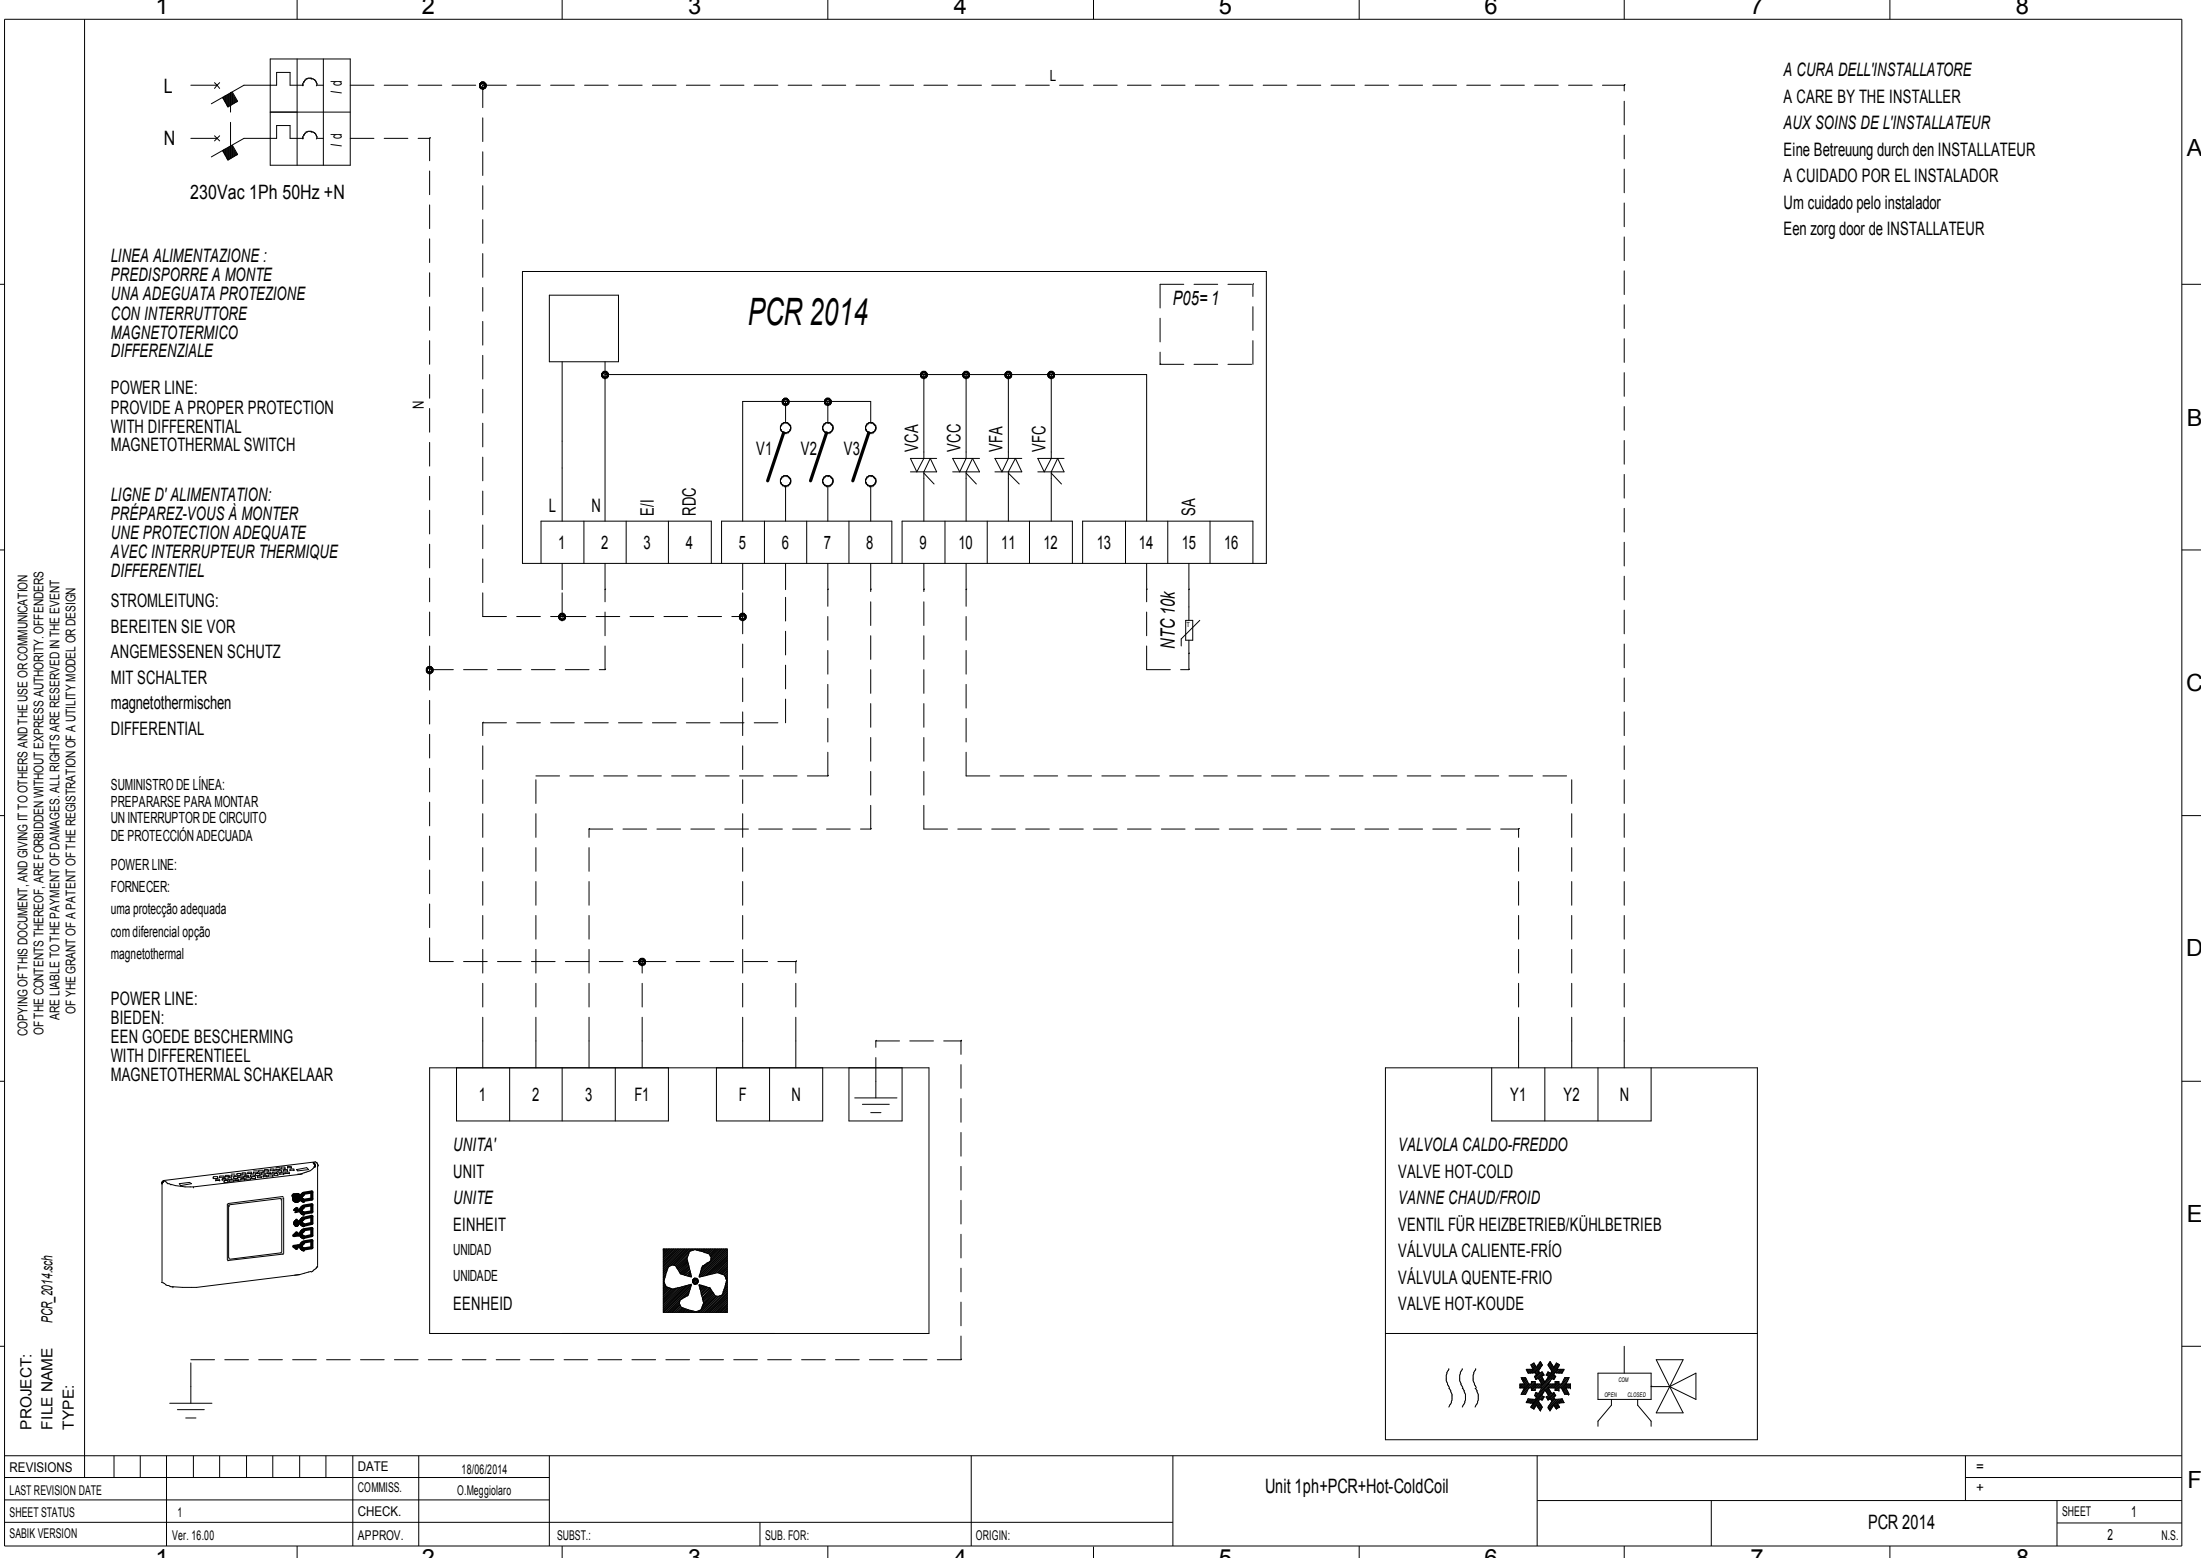 1 2 3 4 5 6 7 8
L
N
I d
I d
230Vac 1Ph 50Hz +N
L
N
A CURA DELL'INSTALLATORE
A CARE BY THE INSTALLER
AUX SOINS DE L'INSTALLATEUR
Eine Betreuung durch den INSTALLATEUR
A CUIDADO POR EL INSTALADOR
Um cuidado pelo instalador
Een zorg door de INSTALLATEUR
A
B
C
D
E
F
LINEA ALIMENTAZIONE :
PREDISPORRE A MONTE
UNA ADEGUATA PROTEZIONE
CON INTERRUTTORE
MAGNETOTERMICO
DIFFERENZIALE
POWER LINE:
PROVIDE A PROPER PROTECTION
WITH DIFFERENTIAL
MAGNETOTHERMAL SWITCH
LIGNE D' ALIMENTATION:
PRÉPAREZ-VOUS À MONTER
UNE PROTECTION ADEQUATE
AVEC INTERRUPTEUR THERMIQUE
DIFFERENTIEL
STROMLEITUNG:
BEREITEN SIE VOR
ANGEMESSENEN SCHUTZ
MIT SCHALTER
magnetothermischen
DIFFERENTIAL
SUMINISTRO DE LÍNEA:
PREPARARSE PARA MONTAR
UN INTERRUPTOR DE CIRCUITO
DE PROTECCIÓN ADECUADA
POWER LINE:
FORNECER:
uma protecção adequada
com diferencial opção
magnetothermal
POWER LINE:
BIEDEN:
EEN GOEDE BESCHERMING
WITH DIFFERENTIEEL
MAGNETOTHERMAL SCHAKELAAR
PCR 2014
P05= 1
V1 V2 V3
VCA VCC VFA VFC
L N E/I RDC SA
1 2 3 4 5 6 7 8 9 10 11 12 13 14 15 16
NTC 10k
1 2 3 F1 F N
UNITA'
UNIT
UNITE
EINHEIT
UNIDAD
UNIDADE
EENHEID
Y1 Y2 N
VALVOLA CALDO-FREDDO
VALVE HOT-COLD
VANNE CHAUD/FROID
VENTIL FÜR HEIZBETRIEB/KÜHLBETRIEB
VÁLVULA CALIENTE-FRÍO
VÁLVULA QUENTE-FRIO
VALVE HOT-KOUDE
COM
OPEN CLOSED
COPYING OF THIS DOCUMENT, AND GIVING IT TO OTHERS AND THE USE OR COMMUNICATION
OF THE CONTENTS THEREOF, ARE FORBIDDEN WITHOUT EXPRESS AUTHORITY. OFFENDERS
ARE LIABLE TO THE PAYMENT OF DAMAGES. ALL RIGHTS ARE RESERVED IN THE EVENT
OF YHE GRANT OF A PATENT OF THE REGISTRATION OF A UTILITY MODEL OR DESIGN
PROJECT:
FILE NAME PCR_2014.sch
TYPE:
REVISIONS
LAST REVISION DATE
SHEET STATUS 1
SABIK VERSION Ver. 16.00
DATE 18/06/2014
COMMISS. O.Meggiolaro
CHECK.
APPROV.
SUBST.: SUB. FOR: ORIGIN:
Unit 1ph+PCR+Hot-ColdCoil
PCR 2014
=
+
SHEET 1
2 N.S.
1 2 3 4 5 6 7 8